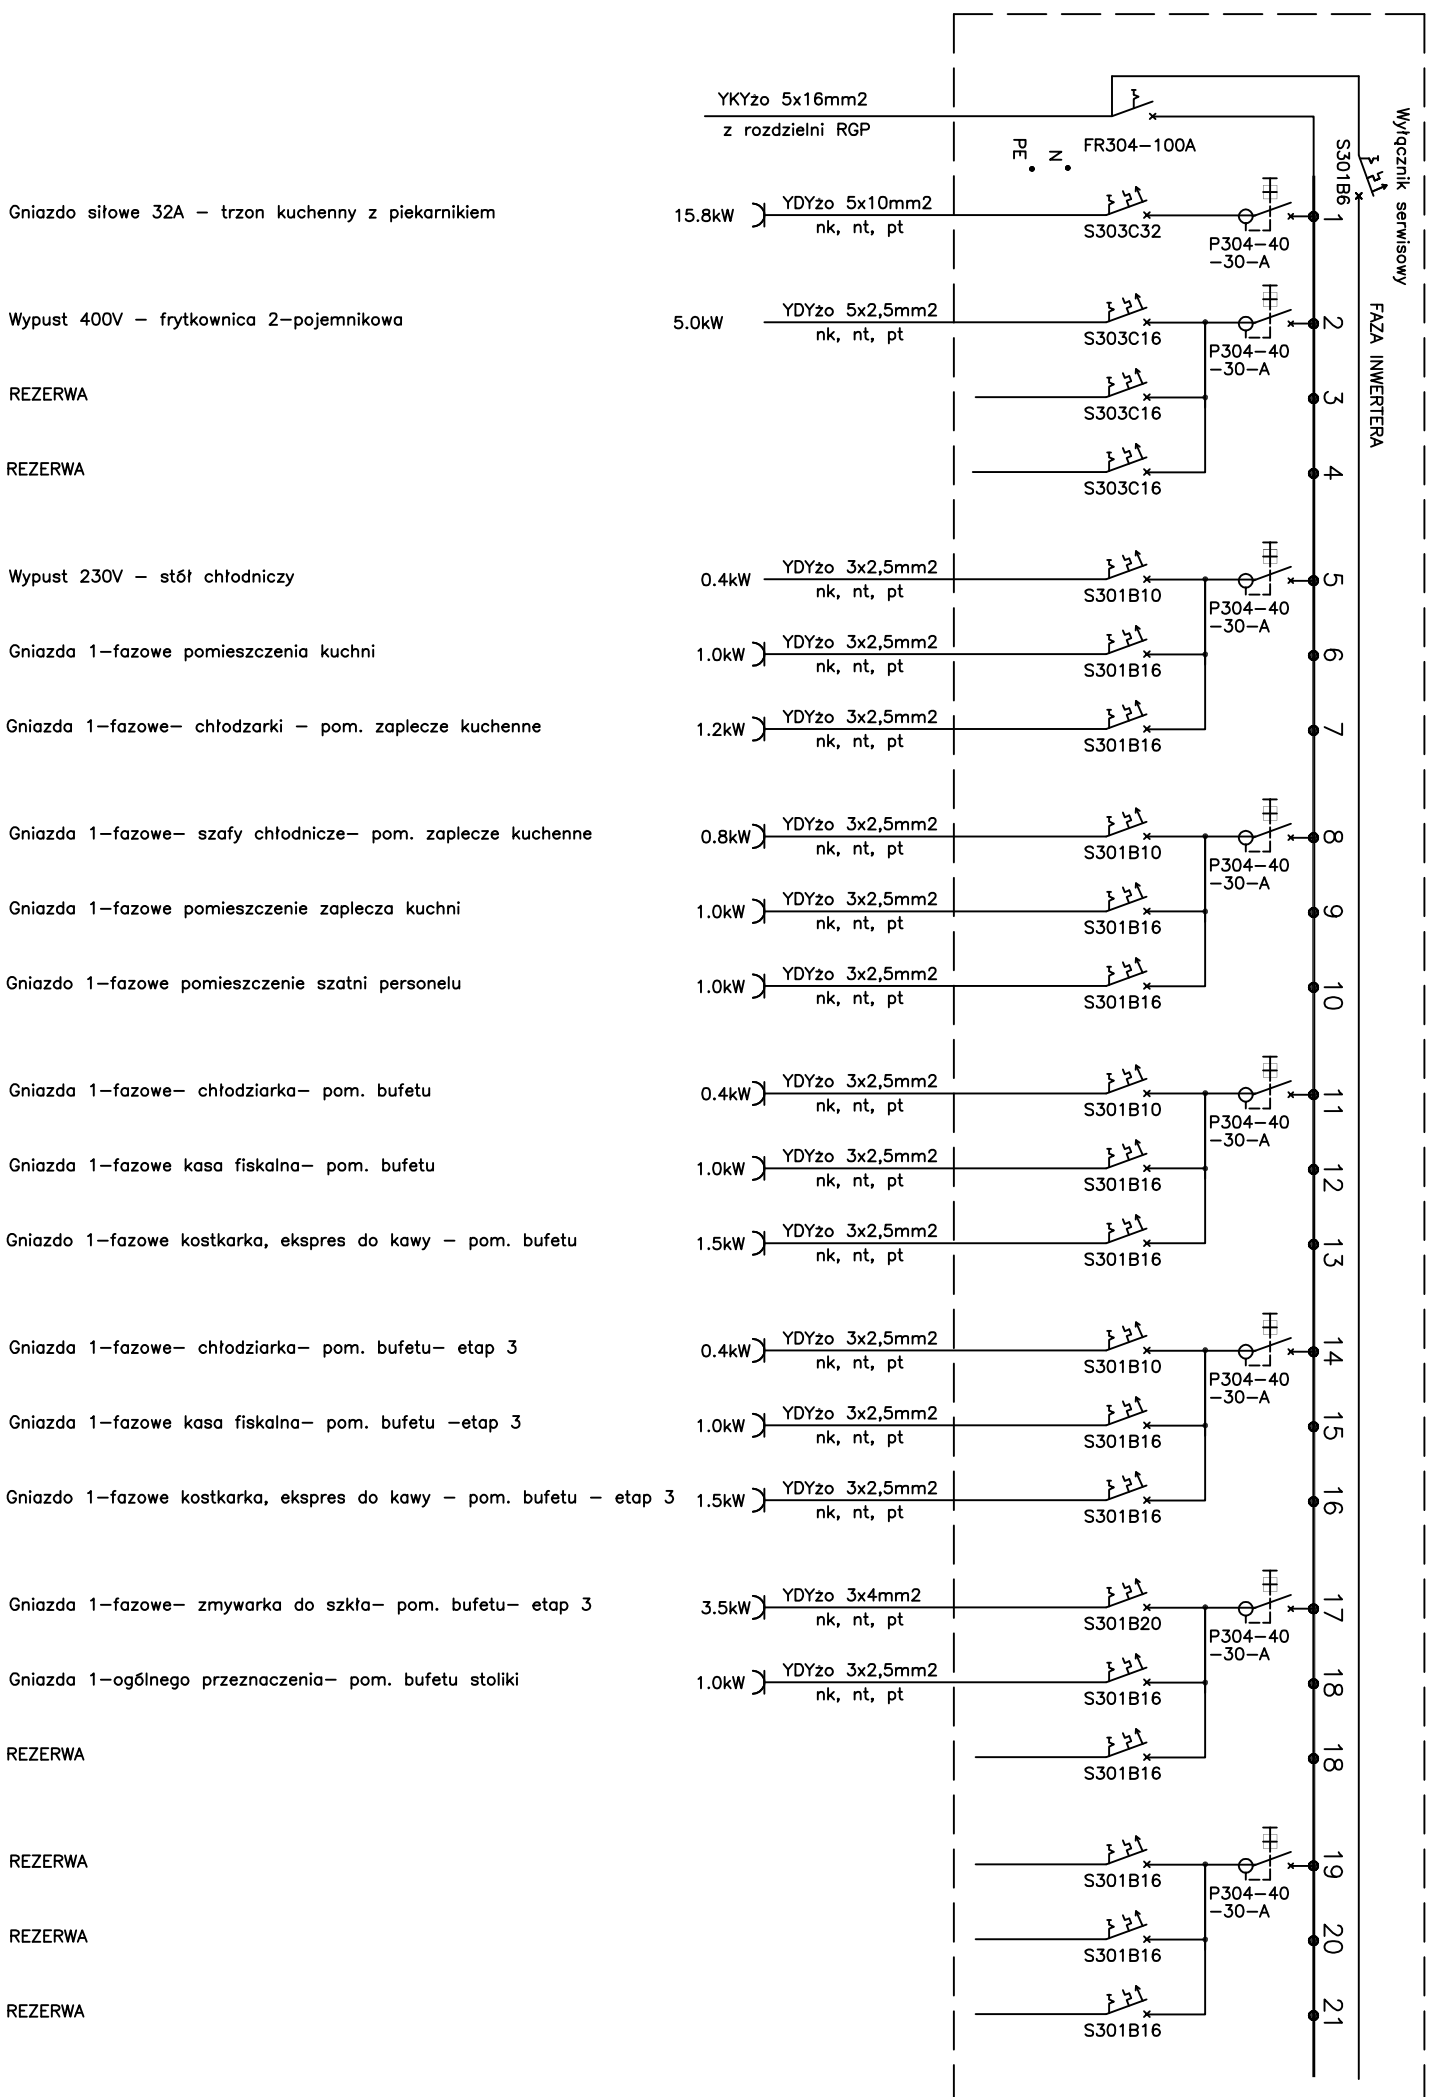 YKYżo 5x16mm2
z rozdzielni RGP
FR304-100A
PE
N
S301B6
Wyłącznik serwisowy
FAZA INWERTERA
Gniazdo siłowe 32A - trzon kuchenny z piekarnikiem
15.8kW
YDYżo 5x10mm2
nk, nt, pt
S303C32
P304-40
-30-A
1
Wypust 400V - frytkownica 2-pojemnikowa
5.0kW
YDYżo 5x2,5mm2
nk, nt, pt
S303C16
P304-40
-30-A
2
REZERWA
S303C16
3
REZERWA
S303C16
4
Wypust 230V - stół chłodniczy
0.4kW
YDYżo 3x2,5mm2
nk, nt, pt
S301B10
P304-40
-30-A
5
Gniazda 1-fazowe pomieszczenia kuchni
1.0kW
YDYżo 3x2,5mm2
nk, nt, pt
S301B16
6
Gniazda 1-fazowe- chłodzarki - pom. zaplecze kuchenne
1.2kW
YDYżo 3x2,5mm2
nk, nt, pt
S301B16
7
Gniazda 1-fazowe- szafy chłodnicze- pom. zaplecze kuchenne
0.8kW
YDYżo 3x2,5mm2
nk, nt, pt
S301B10
P304-40
-30-A
8
Gniazda 1-fazowe pomieszczenie zaplecza kuchni
1.0kW
YDYżo 3x2,5mm2
nk, nt, pt
S301B16
9
Gniazdo 1-fazowe pomieszczenie szatni personelu
1.0kW
YDYżo 3x2,5mm2
nk, nt, pt
S301B16
10
Gniazda 1-fazowe- chłodziarka- pom. bufetu
0.4kW
YDYżo 3x2,5mm2
nk, nt, pt
S301B10
P304-40
-30-A
11
Gniazda 1-fazowe kasa fiskalna- pom. bufetu
1.0kW
YDYżo 3x2,5mm2
nk, nt, pt
S301B16
12
Gniazdo 1-fazowe kostkarka, ekspres do kawy - pom. bufetu
1.5kW
YDYżo 3x2,5mm2
nk, nt, pt
S301B16
13
Gniazda 1-fazowe- chłodziarka- pom. bufetu- etap 3
0.4kW
YDYżo 3x2,5mm2
nk, nt, pt
S301B10
P304-40
-30-A
14
Gniazda 1-fazowe kasa fiskalna- pom. bufetu -etap 3
1.0kW
YDYżo 3x2,5mm2
nk, nt, pt
S301B16
15
Gniazdo 1-fazowe kostkarka, ekspres do kawy - pom. bufetu - etap 3
1.5kW
YDYżo 3x2,5mm2
nk, nt, pt
S301B16
16
Gniazda 1-fazowe- zmywarka do szkła- pom. bufetu- etap 3
3.5kW
YDYżo 3x4mm2
nk, nt, pt
S301B20
P304-40
-30-A
17
Gniazda 1-ogólnego przeznaczenia- pom. bufetu stoliki
1.0kW
YDYżo 3x2,5mm2
nk, nt, pt
S301B16
18
REZERWA
S301B16
18
REZERWA
S301B16
P304-40
-30-A
19
REZERWA
S301B16
20
REZERWA
S301B16
21